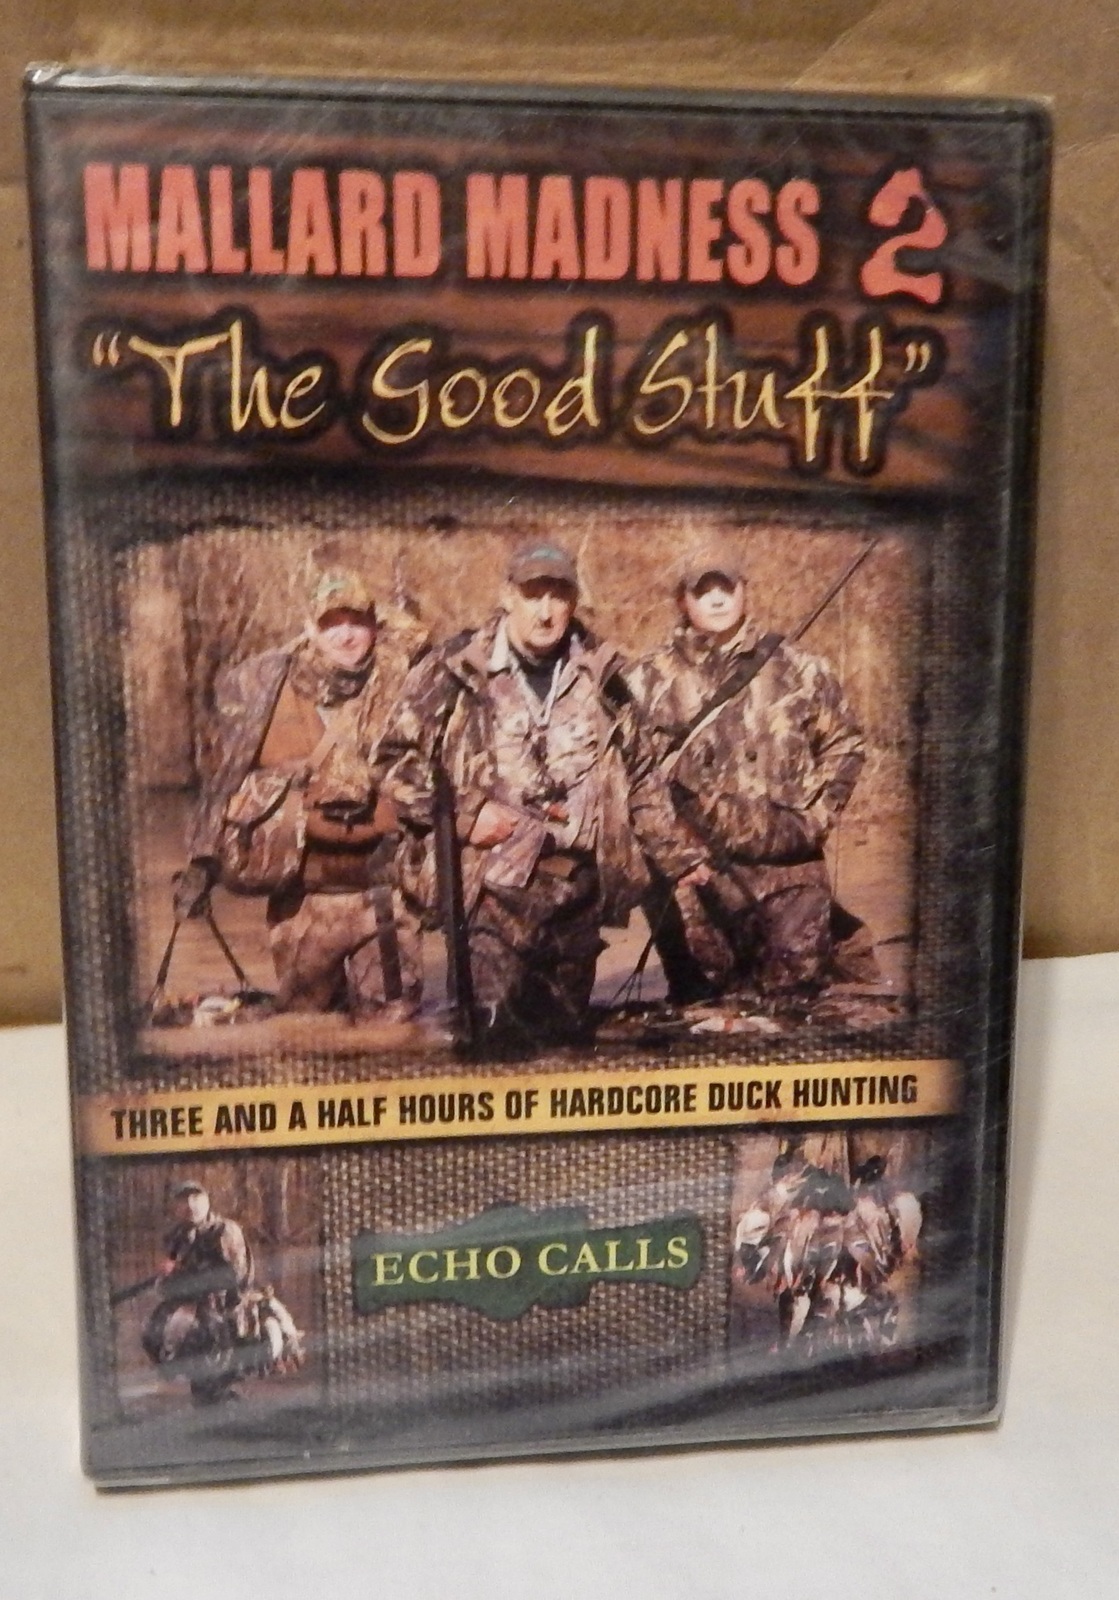 MALLARD MADNESS 2
“The Good Stuff”
THREE AND A HALF HOURS OF HARDCORE DUCK HUNTING
ECHO CALLS